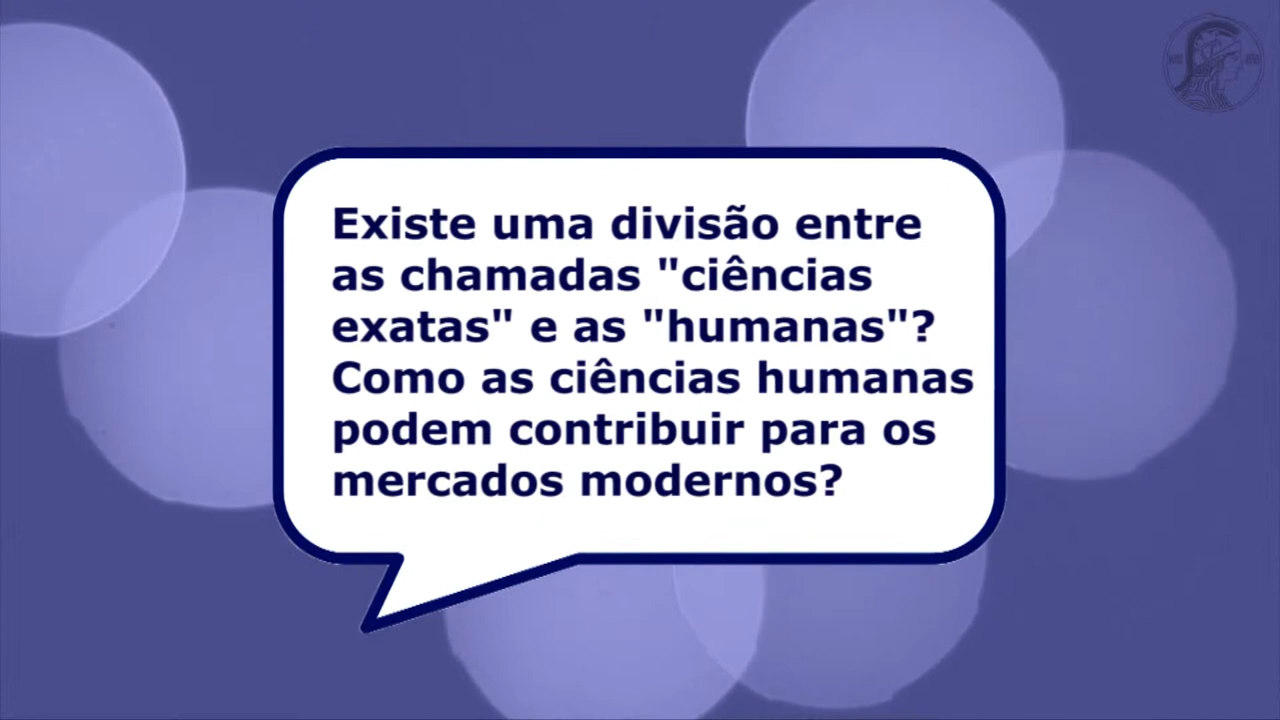 Existe uma divisão entre
as chamadas "ciências
exatas" e as "humanas"?
Como as ciências humanas
podem contribuir para os
mercados modernos?